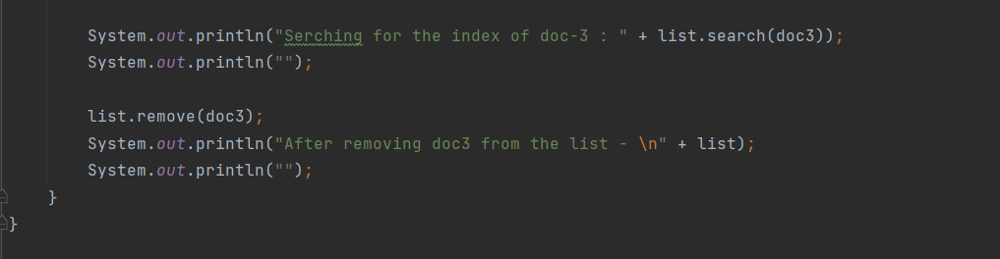 System.out.println("Serching for the index of doc-3 : " + list.search(doc3));
System.out.println("");
list.remove(doc3);
System.out.println("After removing doc3 from the list - \n" + list);
System.out.println("");
}
}